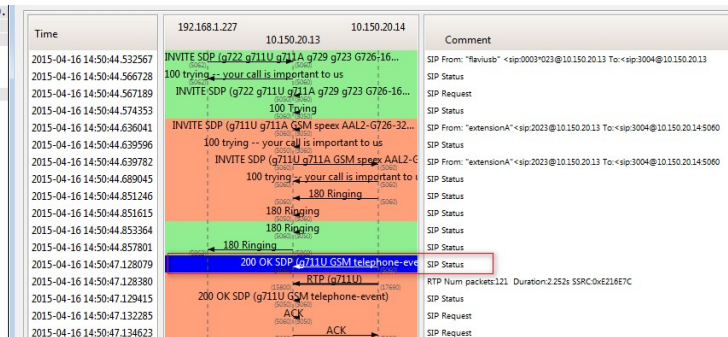 Time
192.168.1.227 10.150.20.14
10.150.20.13
Comment
2015-04-16 14:50:44.532567 INVITE SDP (g722 g711U g711A g729 g723 G726-16... SIP From: "flaviusb" <sip:0003*023@10.150.20.13 To:<sip:3004@10.150.20.13
2015-04-16 14:50:44.566728 100 trying -- your call is important to us SIP Status
2015-04-16 14:50:44.567189 INVITE SDP (g722 g711U g711A g729 g723 G726-16... SIP Request
2015-04-16 14:50:44.574353 100 Trying SIP Status
2015-04-16 14:50:44.636041 INVITE SDP (g711U g711A GSM speex AAL2-G726-32... SIP From: "extensionA"<sip:2023@10.150.20.13 To:<sip:3004@10.150.20.14:5060
2015-04-16 14:50:44.639596 100 trying -- your call is important to us SIP Status
2015-04-16 14:50:44.639782 INVITE SDP (g711U g711A GSM speex AAL2-G SIP From: "extensionA"<sip:2023@10.150.20.13 To:<sip:3004@10.150.20.14:5060
2015-04-16 14:50:44.689045 100 trying -- your call is important to u SIP Status
2015-04-16 14:50:44.851246 180 Ringing SIP Status
2015-04-16 14:50:44.851615 180 Ringing SIP Status
2015-04-16 14:50:44.853364 180 Ringing SIP Status
2015-04-16 14:50:44.857801 180 Ringing SIP Status
2015-04-16 14:50:47.128079 200 OK SDP (g711U GSM telephone-eve SIP Status
2015-04-16 14:50:47.128380 RTP (g711U) RTP Num packets:121 Duration:2.252s SSRC:0xE216E7C
(15800) (17690)
2015-04-16 14:50:47.129415 200 OK SDP (g711U GSM telephone-event) SIP Status
2015-04-16 14:50:47.132285 ACK SIP Request
2015-04-16 14:50:47.134623 ACK SIP Request